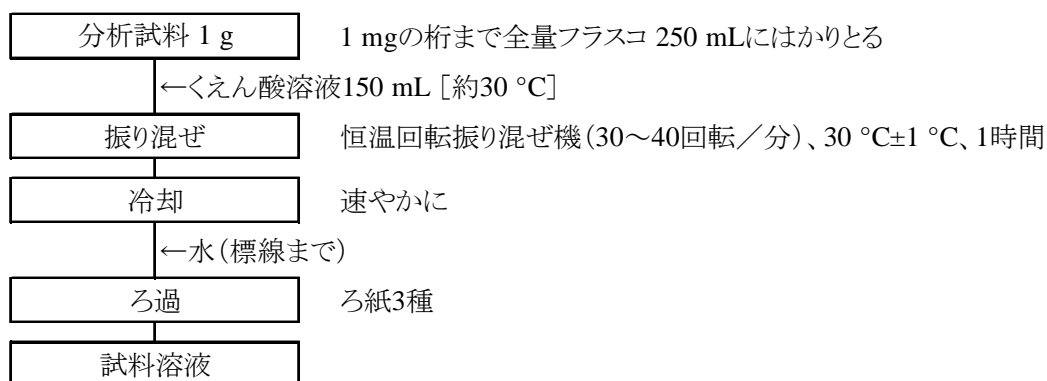 分析試料 1 g 1 mgの桁まで全量フラスコ 250 mLにはかりとる
←くえん酸溶液150 mL [約30 °C]
振り混ぜ 恒温回転振り混ぜ機(30～40回転／分)、30 °C±1 °C、1時間
冷却 速やかに
←水(標線まで)
ろ過 ろ紙3種
試料溶液